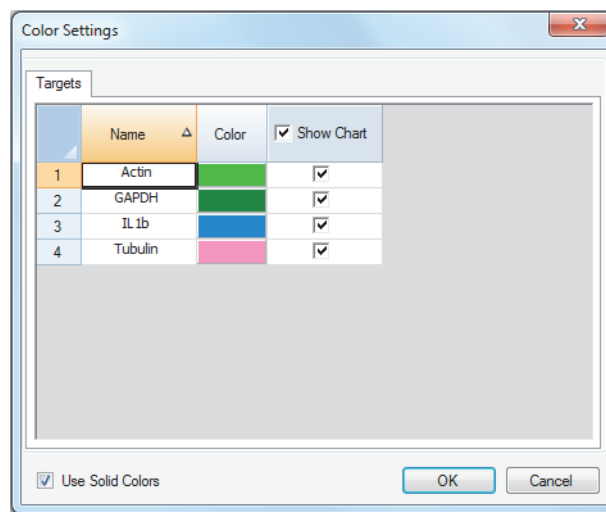 Color Settings
Targets
Name Color Show Chart
1 Actin
2 GAPDH
3 IL1b
4 Tubulin
Use Solid Colors OK Cancel